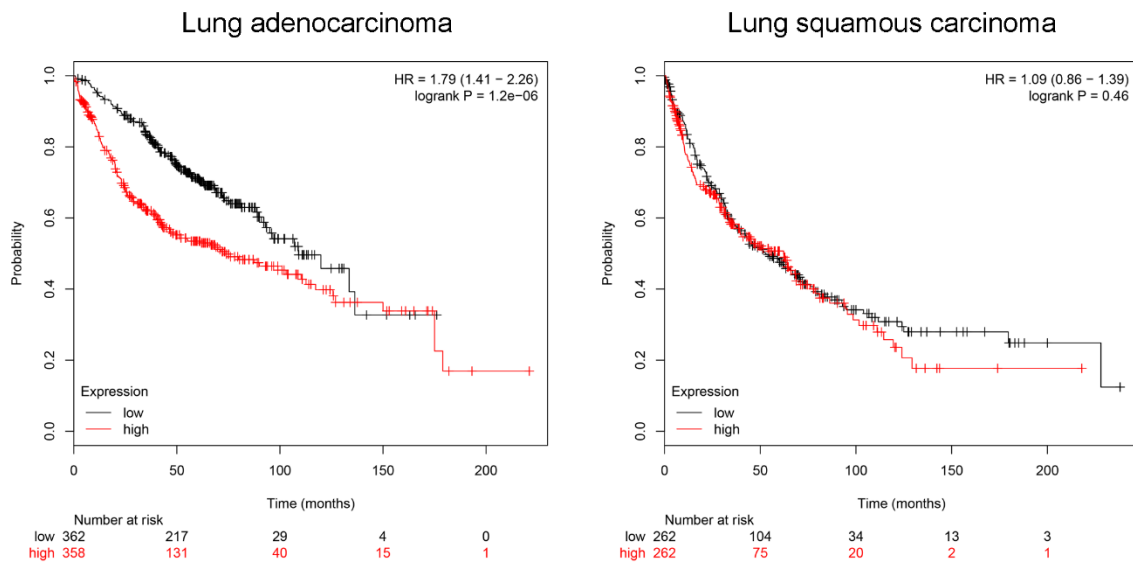 Lung adenocarcinoma
HR = 1.79 (1.41 − 2.26)
logrank P = 1.2e−06
Probability
1.0
0.8
0.6
0.4
0.2
0.0
Expression
low
high
0 50 100 150 200
Time (months)
Number at risk
low 362 217 29 4 0
high 358 131 40 15 1
Lung squamous carcinoma
HR = 1.09 (0.86 − 1.39)
logrank P = 0.46
Probability
1.0
0.8
0.6
0.4
0.2
0.0
Expression
low
high
0 50 100 150 200
Time (months)
Number at risk
low 262 104 34 13 3
high 262 75 20 2 1